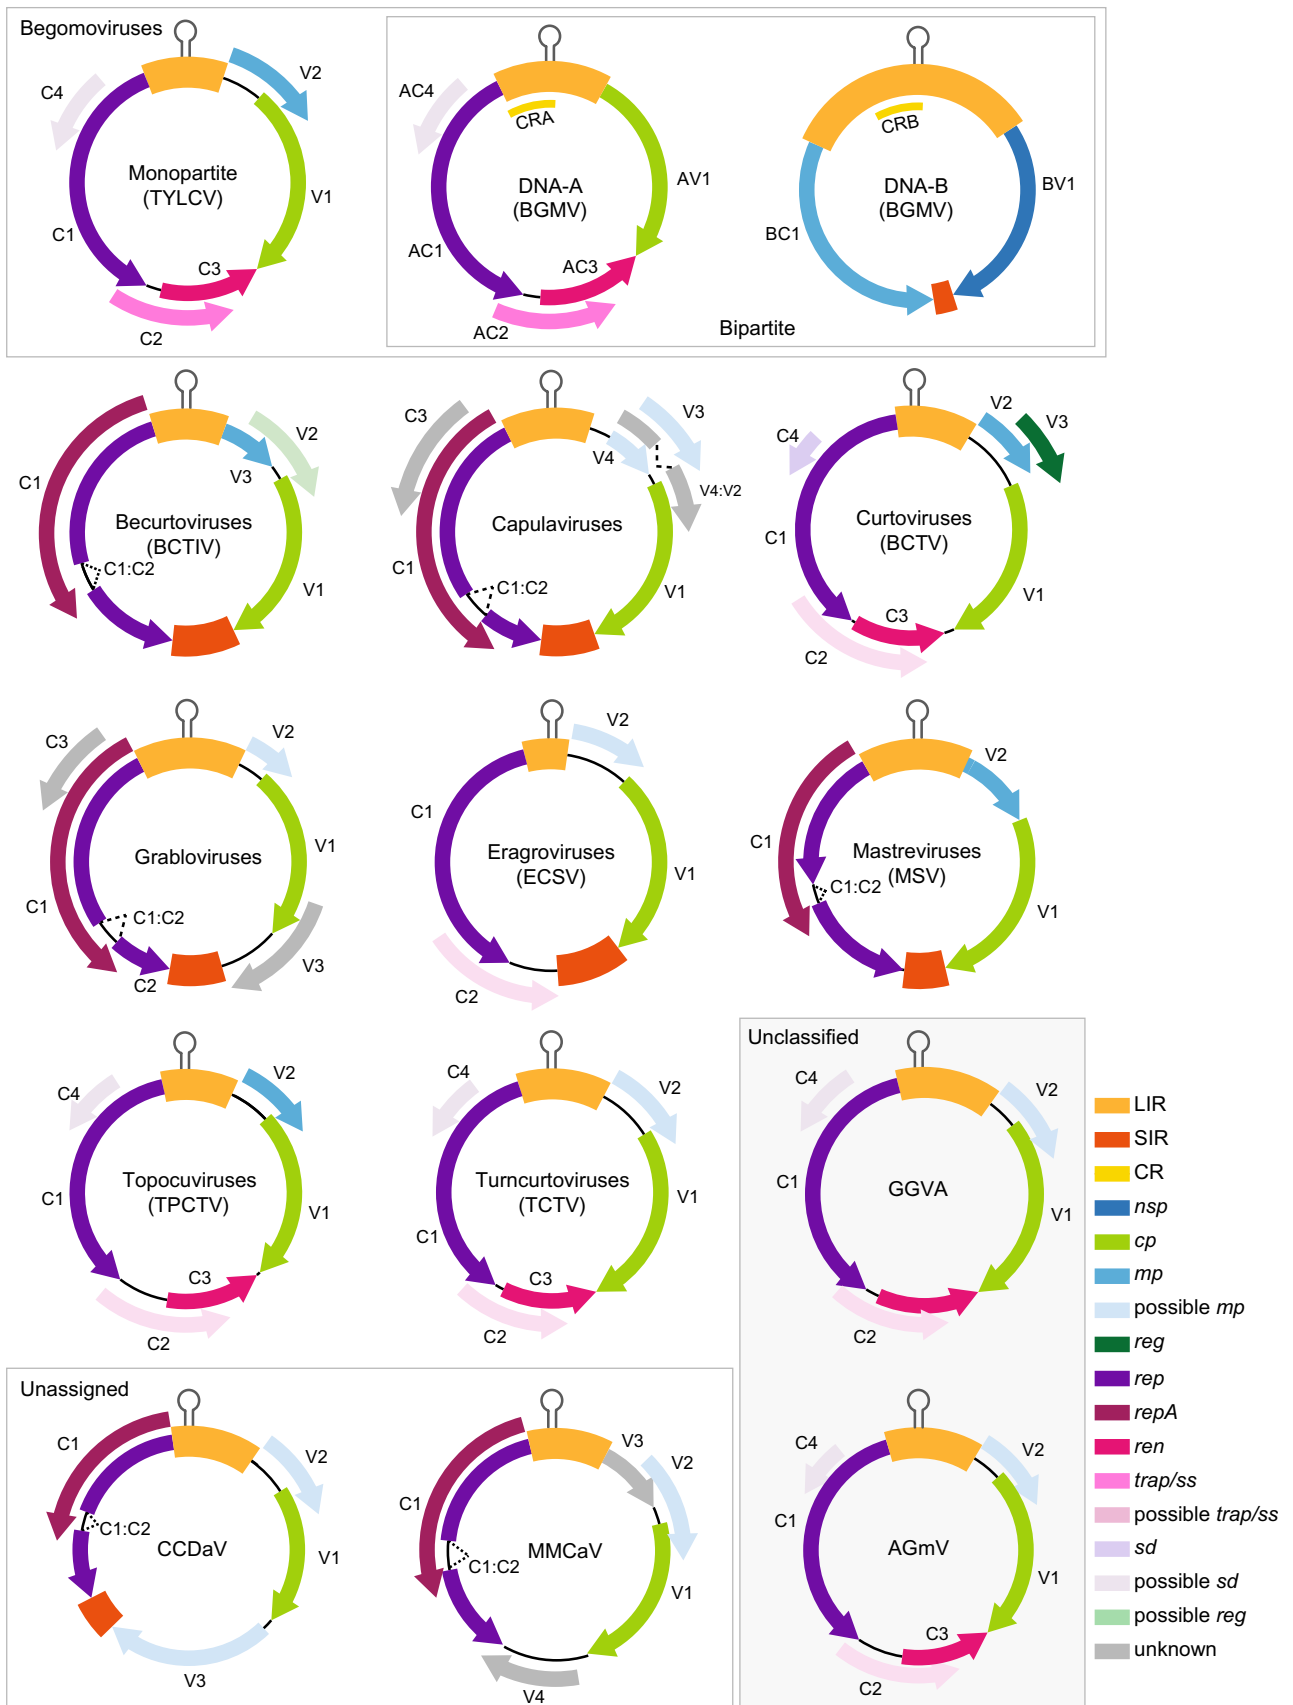 Begomoviruses
C4
V2
Monopartite
(TYLCV)
V1
C1
C3
C2
AC4
CRA
DNA-A
(BGMV)
AV1
AC1
AC3
AC2
CRB
DNA-B
(BGMV)
BV1
BC1
Bipartite
C1
V2
V3
Becurtoviruses
(BCTIV)
C1:C2
V1
C3
V3
V4
V4:V2
Capulaviruses
C1
C1:C2
V1
V2
V3
C4
Curtoviruses
(BCTV)
C1
V1
C3
C2
C3
V2
Grabloviruses
V1
C1
C1:C2
C2
V3
V2
C1
Eragroviruses
(ECSV)
V1
C2
V2
C1
Mastreviruses
(MSV)
C1:C2
V1
C4
V2
Topocuviruses
(TPCTV)
C1
V1
C3
C2
C4
V2
Turncurtoviruses
(TCTV)
C1
V1
C3
C2
Unclassified
C4
V2
C1
GGVA
V1
C2
C4
V2
C1
AGmV
V1
C3
C2
Unassigned
C1
V2
C1:C2
CCDaV
V1
V3
V3
V2
C1
C1:C2
MMCaV
V1
V4
LIR
SIR
CR
nsp
cp
mp
possible mp
reg
rep
repA
ren
trap/ss
possible trap/ss
sd
possible sd
possible reg
unknown